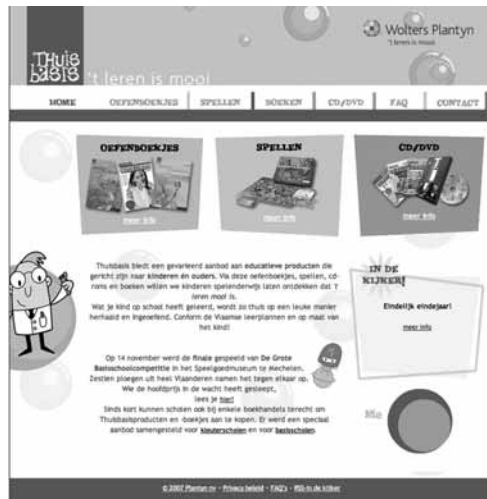 Wolters Plantyn
't leren is mooi
THuis
basis
't leren is mooi
HOME OEFENBOEKJES SPELLEN BOEKEN CD/DVD FAQ CONTACT
OEFENBOEKJES SPELLEN CD/DVD
meer info meer info meer info
Thuisbasis biedt een gevarieerd aanbod aan educatieve producten die
gericht zijn naar kinderen én ouders. Via deze oefenboekjes, spellen, cd-
roms en boeken willen we kinderen spelenderwijs laten ontdekken dat 't
leren mooi is.
Wat je kind op school heeft geleerd, wordt zo thuis op een leuke manier
herhaald en ingeoefend. Conform de Vlaamse leerplannen en op maat van
het kind!
IN DE
KIJKER!
Eindelijk eindejaar!
meer info
Op 14 november werd de finale gespeeld van De Grote
Basisschoolcompetitie in het Speelgoedmuseum te Mechelen.
Zestien ploegen uit heel Vlaanderen namen het tegen elkaar op.
Wie de hoofdprijs in de wacht heeft gesleept,
lees je hier!
Sinds kort kunnen scholen ook bij enkele boekhandels terecht om
Thuisbasisproducten en -boekjes aan te kopen. Er werd een speciaal
aanbod samengesteld voor kleuterscholen en voor basisscholen.
Me
© 2007 Plantyn nv - Privacy beleid - FAQ's - RSS-in de kijker